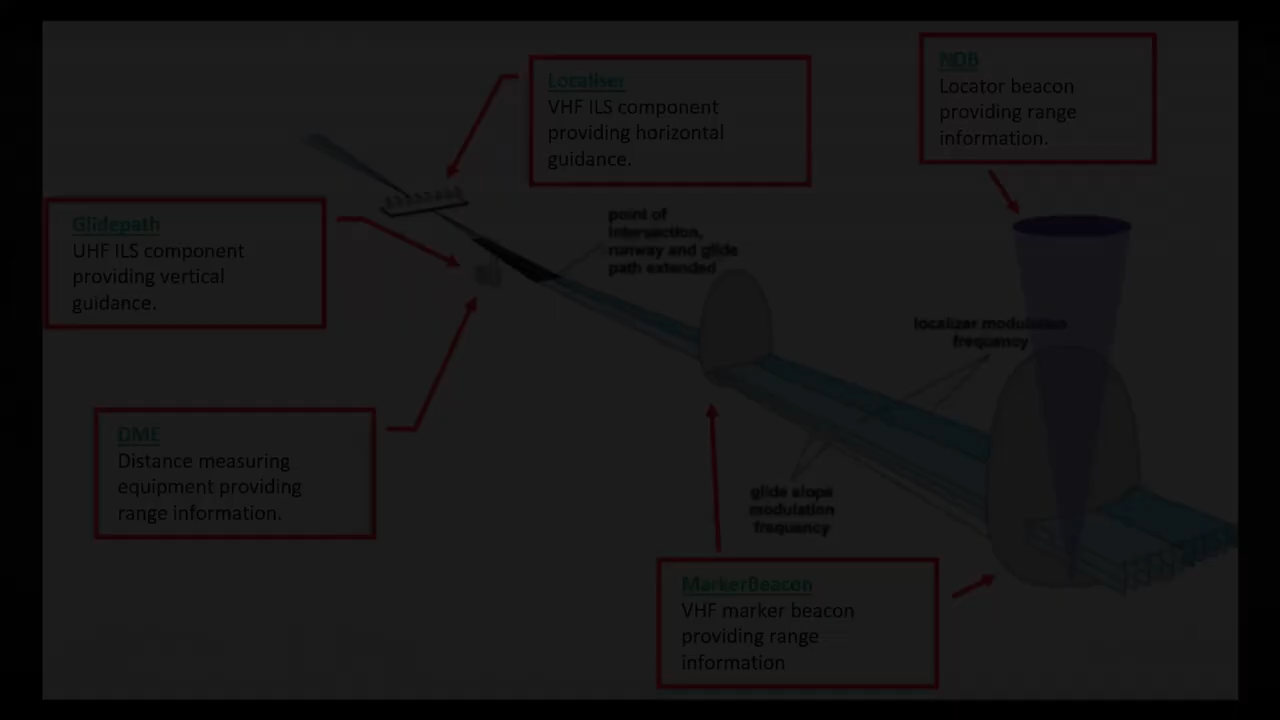 Localiser
VHF ILS component
providing horizontal
guidance.
NDB
Locator beacon
providing range
information.
Glidepath
UHF ILS component
providing vertical
guidance.
point of
intersection,
runway and glide
path extended
localizer modulation
frequency
DME
Distance measuring
equipment providing
range information.
glide slope
modulation
frequency
MarkerBeacon
VHF marker beacon
providing range
information